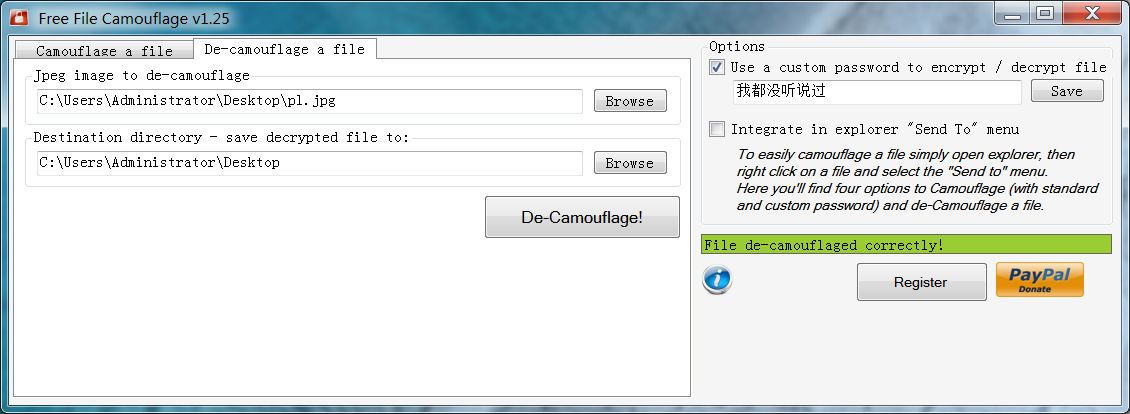 Free File Camouflage v1.25
Camouflage a file
De-camouflage a file
Jpeg image to de-camouflage
C:\Users\Administrator\Desktop\pl.jpg
Browse
Destination directory - save decrypted file to:
C:\Users\Administrator\Desktop
Browse
De-Camouflage!
Options
Use a custom password to encrypt / decrypt file
我都没听说过
Save
Integrate in explorer "Send To" menu
To easily camouflage a file simply open explorer, then
right click on a file and select the "Send to" menu.
Here you'll find four options to Camouflage (with standard
and custom password) and de-Camouflage a file.
File de-camouflaged correctly!
Register
PayPal
Donate